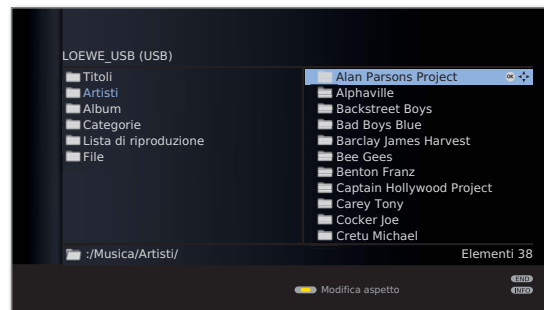 LOEWE_USB (USB)
Titoli
Artisti
Album
Categorie
Lista di riproduzione
File
Alan Parsons Project OK
Alphaville
Backstreet Boys
Bad Boys Blue
Barclay James Harvest
Bee Gees
Benton Franz
Captain Hollywood Project
Carey Tony
Cocker Joe
Cretu Michael
:/Musica/Artisti/
Elementi 38
END
Modifica aspetto
INFO